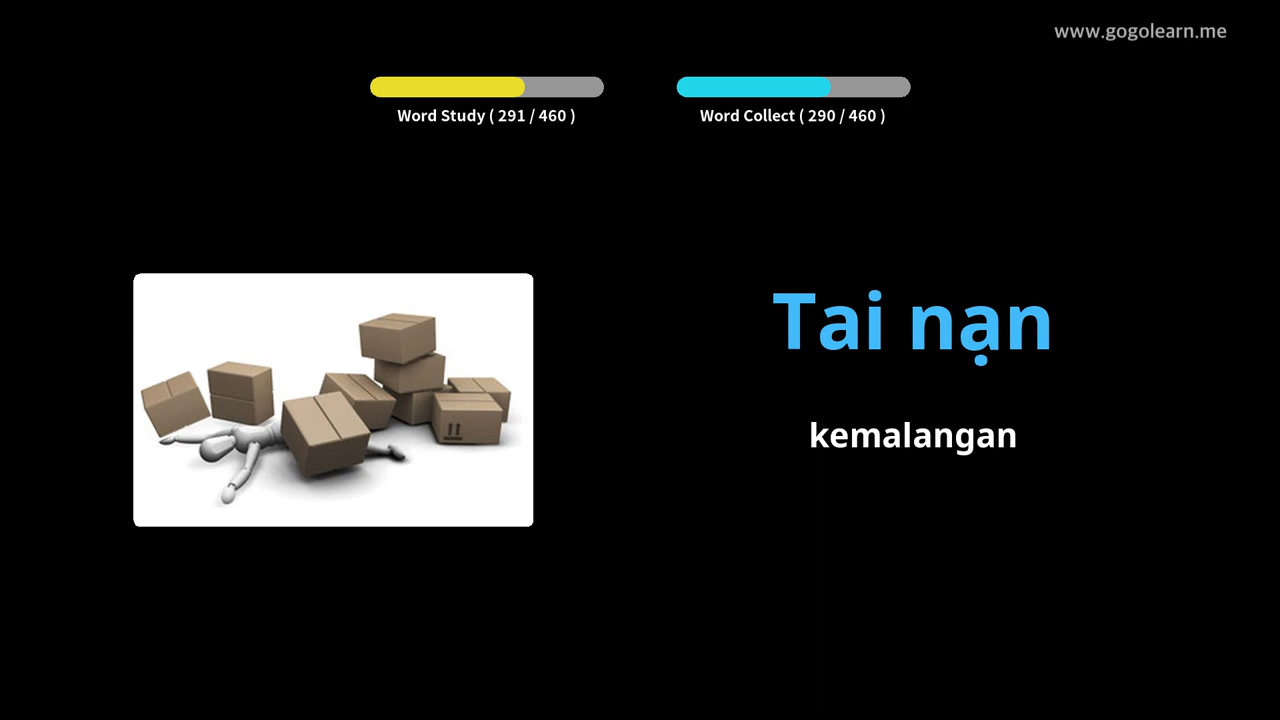 www.gogolearn.me
Word Study ( 291 / 460 )
Word Collect ( 290 / 460 )
Tai nạn
kemalangan